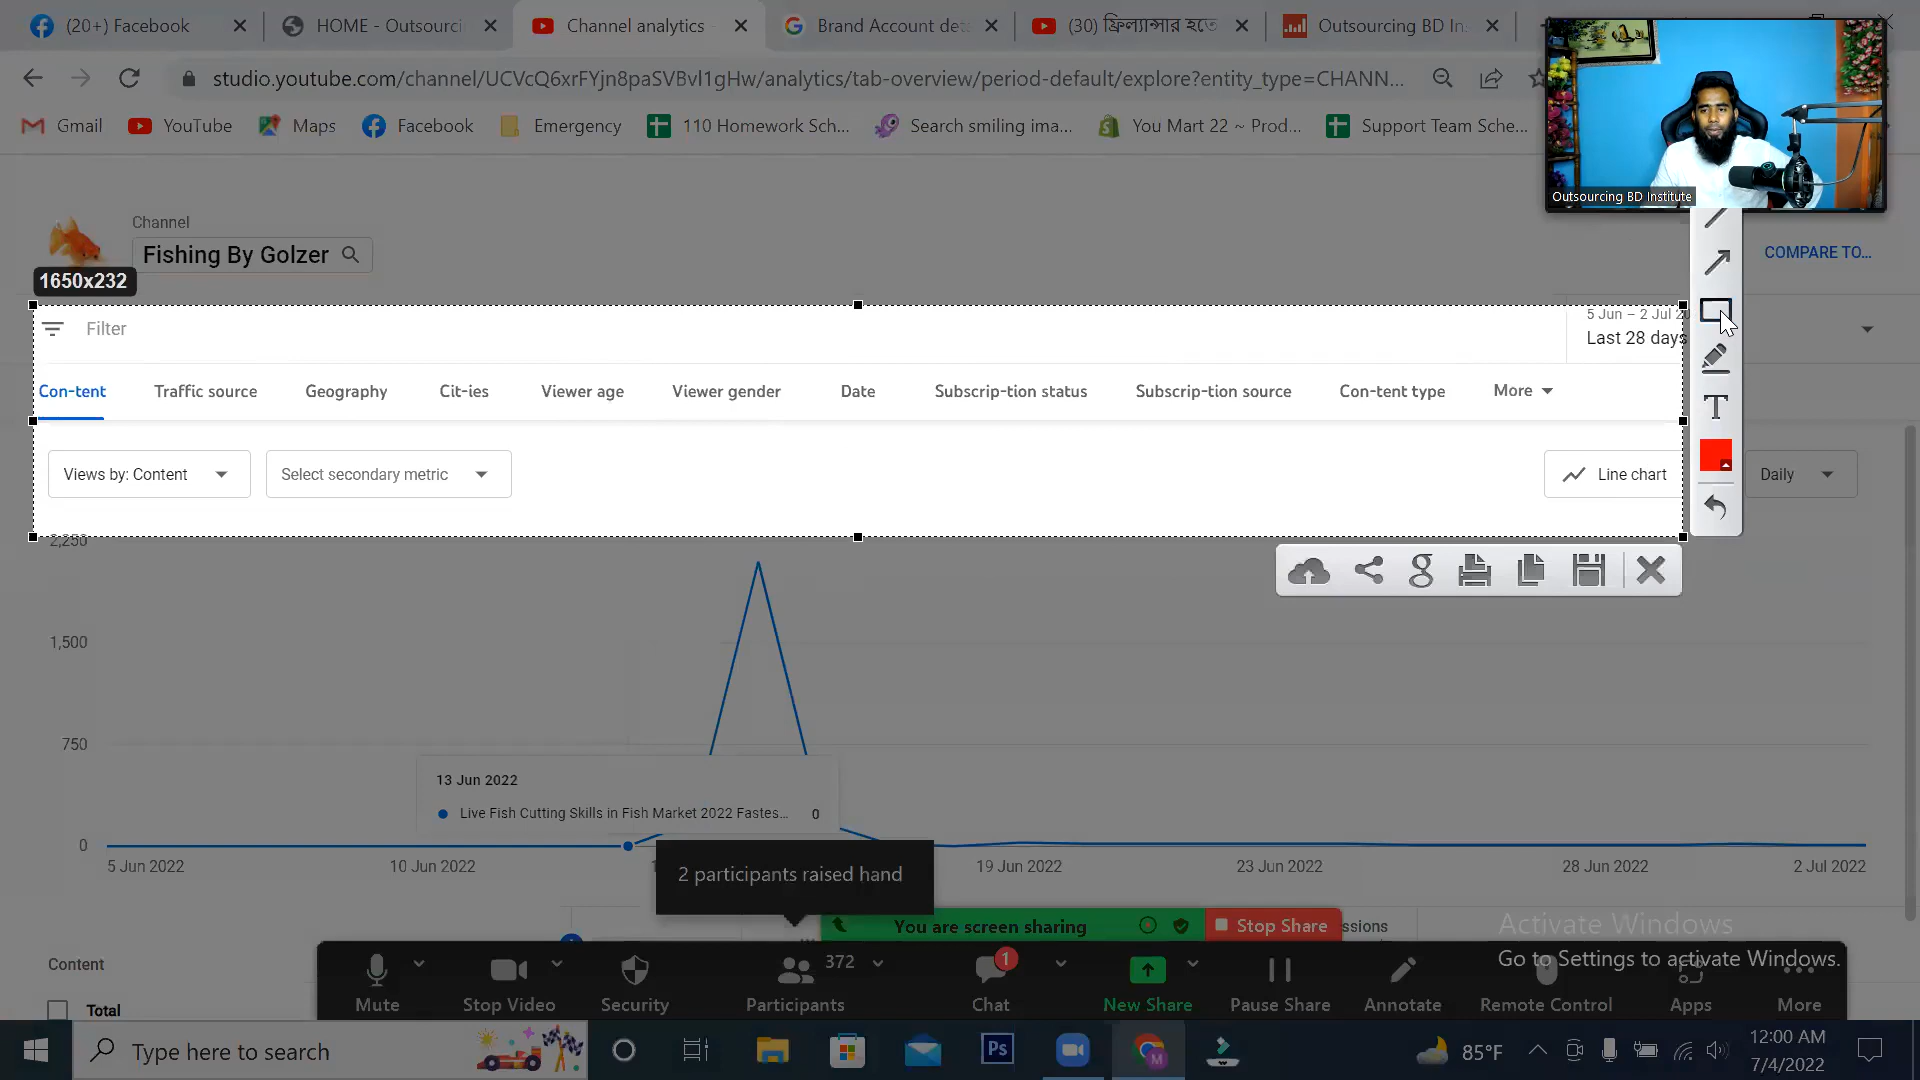 (20+) Facebook
HOME - Outsourci
Channel analytics
Brand Account det
(30) ফ্রিল্যান্সার হতে
Outsourcing BD In
studio.youtube.com/channel/UCVcQ6xrFYjn8paSVBvl1gHw/analytics/tab-overview/period-default/explore?entity_type=CHANN...
Gmail
YouTube
Maps
Facebook
Emergency
110 Homework Sch...
Search smiling ima...
You Mart 22 ~ Prod...
Support Team Sche...
Outsourcing BD Institute
Channel
Fishing By Golzer
COMPARE TO...
1650x232
Filter
5 Jun – 2 Jul 20
Last 28 days
Con-tent
Traffic source
Geography
Cit-ies
Viewer age
Viewer gender
Date
Subscrip-tion status
Subscrip-tion source
Con-tent type
More
Views by: Content
Select secondary metric
Line chart
Daily
2,250
1,500
750
0
13 Jun 2022
Live Fish Cutting Skills in Fish Market 2022 Fastes...
0
5 Jun 2022
10 Jun 2022
19 Jun 2022
23 Jun 2022
28 Jun 2022
2 Jul 2022
2 participants raised hand
You are screen sharing
Stop Share
ssions
Activate Windows
Go to Settings to activate Windows.
Content
Total
Mute
Stop Video
Security
Participants
372
Chat
1
New Share
Pause Share
Annotate
Remote Control
Apps
More
Type here to search
Ps
M
85°F
12:00 AM
7/4/2022